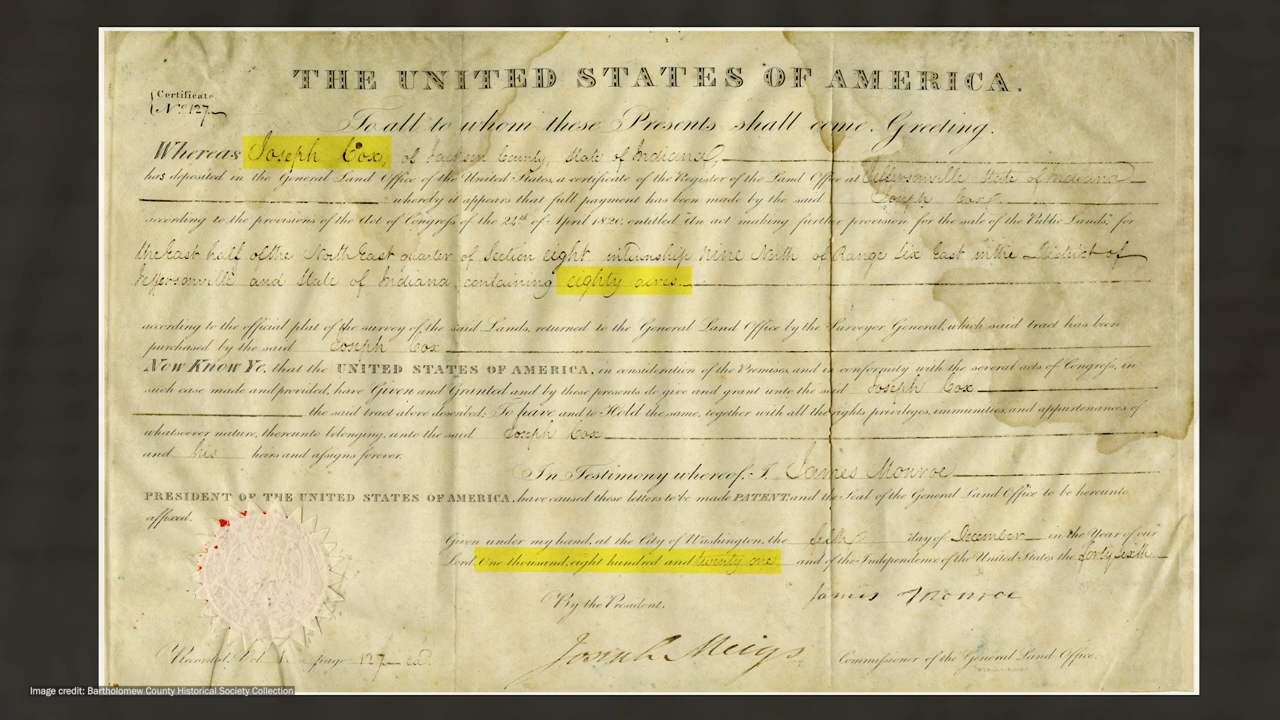 THE UNITED STATES OF AMERICA.
Certificate
No. 127
To all to whom these Presents shall come, Greeting.
Whereas Joseph Cox, of Jackson County, State of Indiana,
has deposited in the General Land Office of the United States, a certificate of the Register of the Land Office at Jeffersonville State of Indiana
whereby it appears that full payment has been made by the said Joseph Cox
according to the provisions of the Act of Congress of the 24th of April 1820, entitled "An act making further provision for the sale of the Public Lands," for
the East half of the North East quarter of Section eight in township nine North of Range Six East in the District of
Jeffersonville and State of Indiana, containing eighty acres.
according to the official plat of the survey of the said Lands, returned to the General Land Office by the Surveyor General, which said tract has been
purchased by the said Joseph Cox
Now Know Ye, that the UNITED STATES OF AMERICA, in consideration of the Premises, and in conformity with the several acts of Congress, in
such case made and provided, have Given and Granted and by these presents do give and grant unto the said Joseph Cox
the said tract above described; To have and to Hold the same, together with all the rights, privileges, immunities, and appurtenances of
whatsoever nature, thereunto belonging, unto the said Joseph Cox
and his heirs and assigns forever.
In Testimony whereof, I, James Monroe
PRESIDENT OF THE UNITED STATES OF AMERICA, have caused these letters to be made PATENT, and the Seal of the General Land Office to be hereunto
affixed.
Given under my hand, at the City of Washington, the fifth day of December in the Year of our
Lord One thousand, eight hundred and twenty one and of the Independence of the United States the forty sixth.
By the President. James Monroe
Josiah Meigs Commissioner of the General Land Office.
Recorded, Vol. 1. page 127
Image credit: Bartholomew County Historical Society Collection